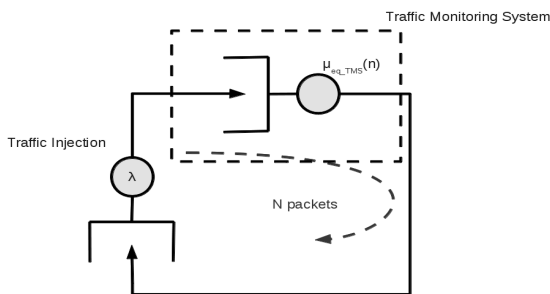 Traffic Monitoring System
μeq_TMS(n)
Traffic Injection
λ
N packets